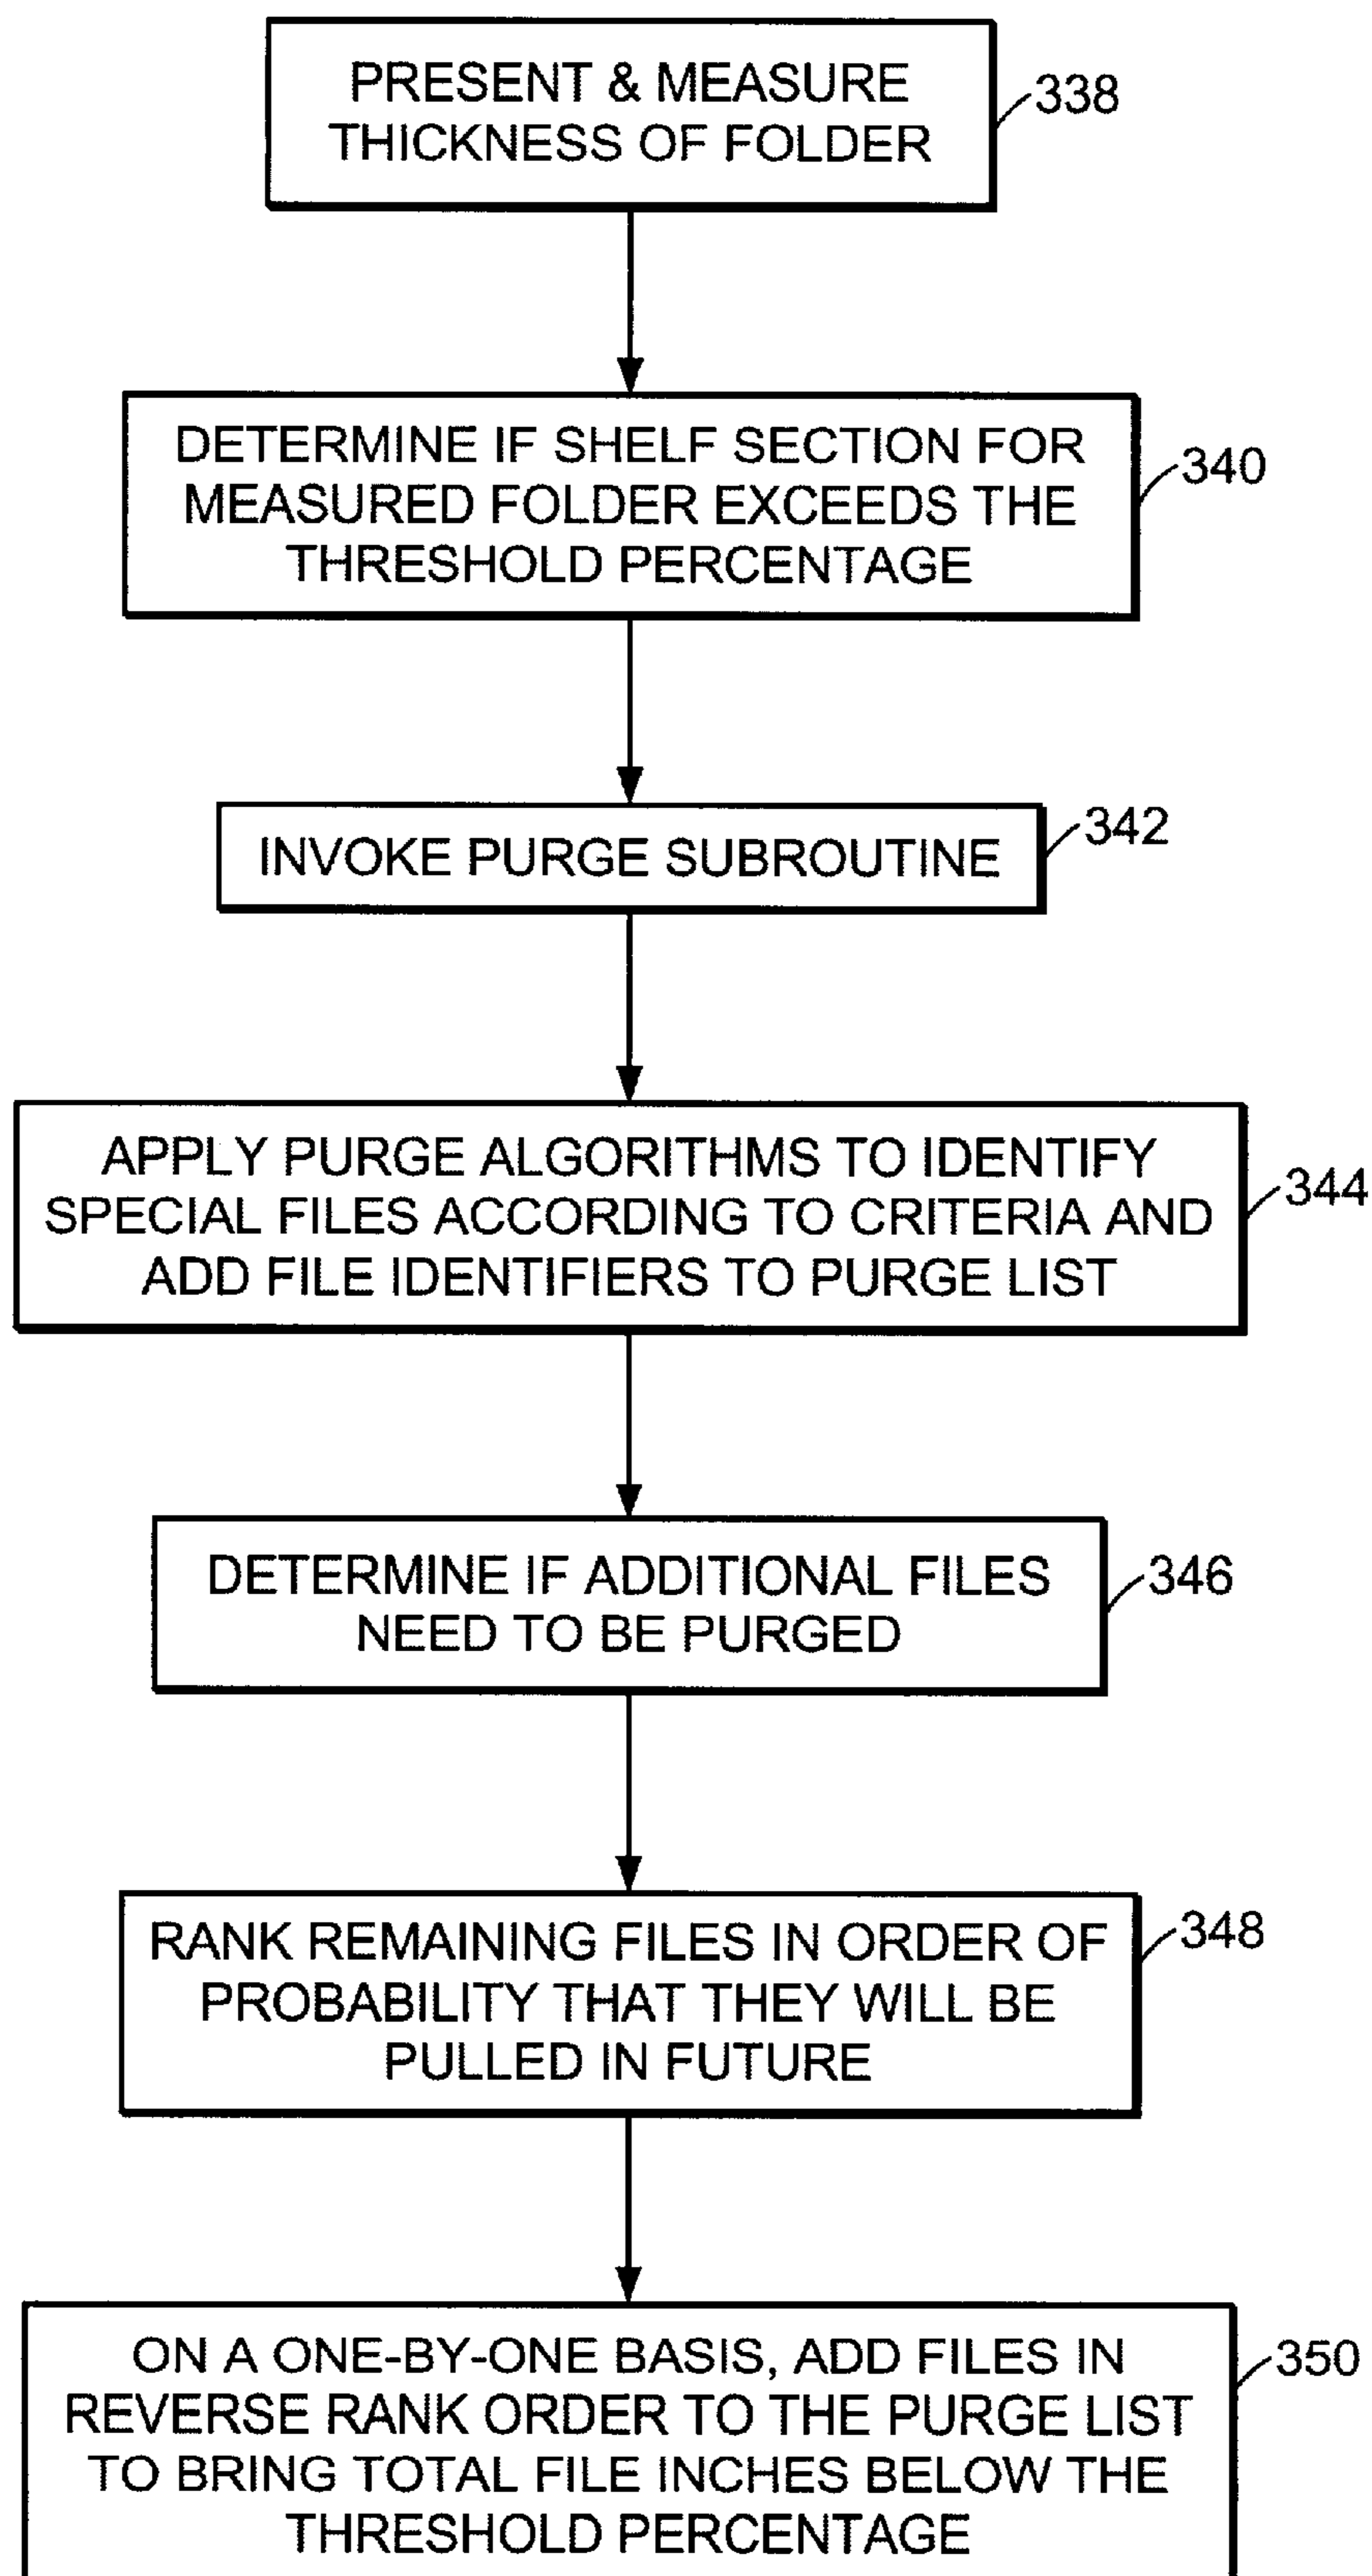 PRESENT & MEASURE
THICKNESS OF FOLDER
338
DETERMINE IF SHELF SECTION FOR
MEASURED FOLDER EXCEEDS THE
THRESHOLD PERCENTAGE
340
INVOKE PURGE SUBROUTINE
342
APPLY PURGE ALGORITHMS TO IDENTIFY
SPECIAL FILES ACCORDING TO CRITERIA AND
ADD FILE IDENTIFIERS TO PURGE LIST
344
DETERMINE IF ADDITIONAL FILES
NEED TO BE PURGED
346
RANK REMAINING FILES IN ORDER OF
PROBABILITY THAT THEY WILL BE
PULLED IN FUTURE
348
ON A ONE-BY-ONE BASIS, ADD FILES IN
REVERSE RANK ORDER TO THE PURGE LIST
TO BRING TOTAL FILE INCHES BELOW THE
THRESHOLD PERCENTAGE
350